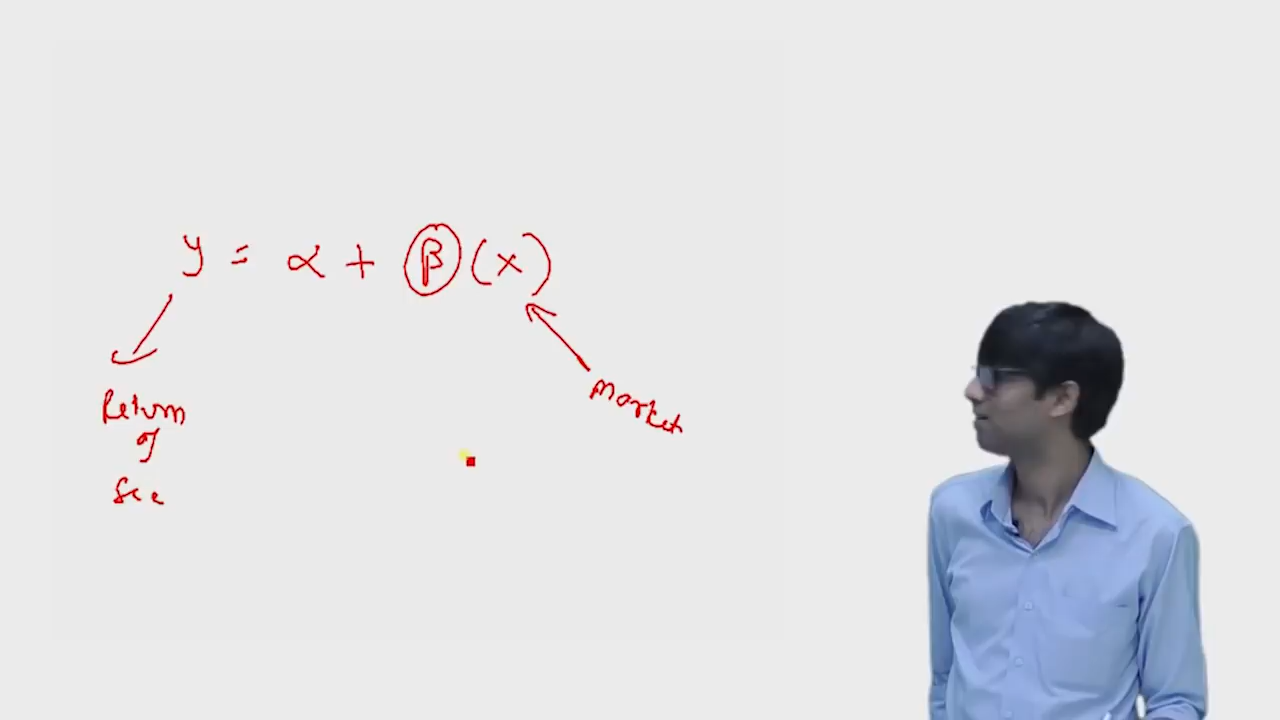 y = α + β (x)
Return
of
Sec
Market